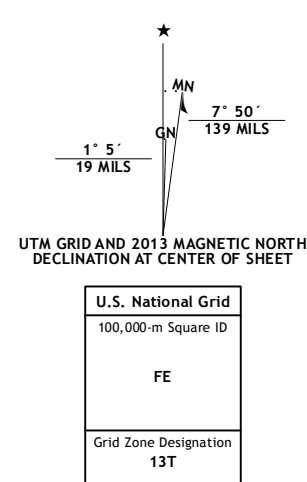 ★
MN
GN
7° 50´
139 MILS
1° 5´
19 MILS
UTM GRID AND 2013 MAGNETIC NORTH
DECLINATION AT CENTER OF SHEET
U.S. National Grid
100,000-m Square ID
FE
Grid Zone Designation
13T